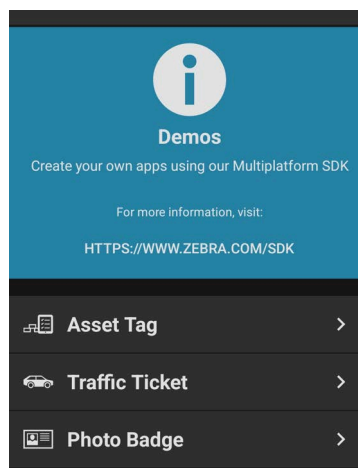 Demos
Create your own apps using our Multiplatform SDK
For more information, visit:
HTTPS://WWW.ZEBRA.COM/SDK
Asset Tag
Traffic Ticket
Photo Badge